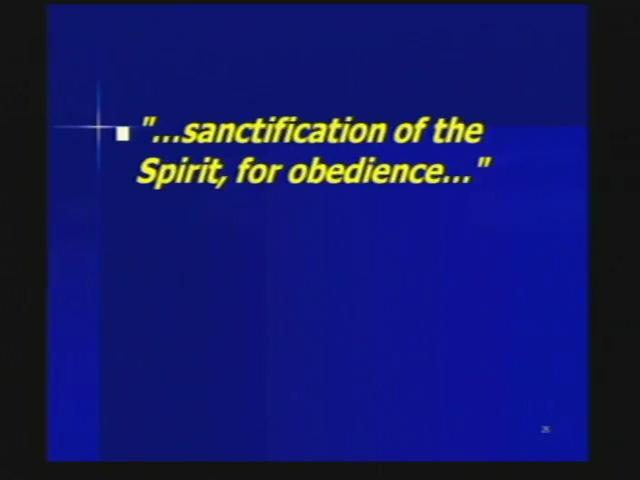 "...sanctification of the
Spirit, for obedience..."